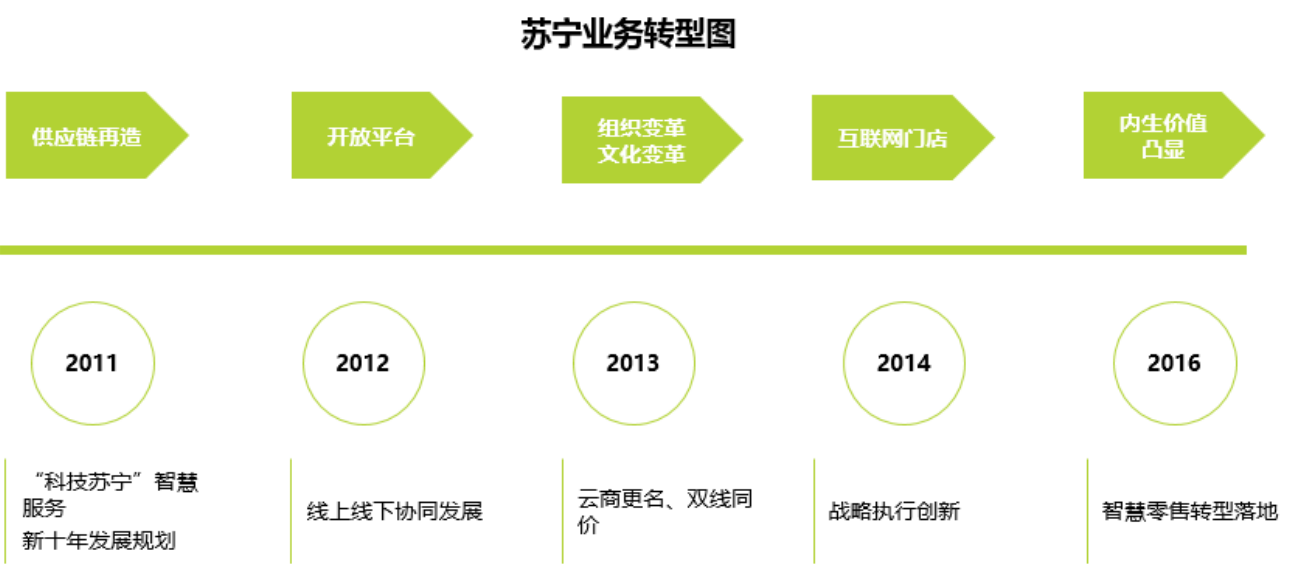 苏宁业务转型图
供应链再造
开放平台
组织变革
文化变革
互联网门店
内生价值
凸显
2011
2012
2013
2014
2016
“科技苏宁”智慧
服务
新十年发展规划
线上线下协同发展
云商更名、双线同
价
战略执行创新
智慧零售转型落地